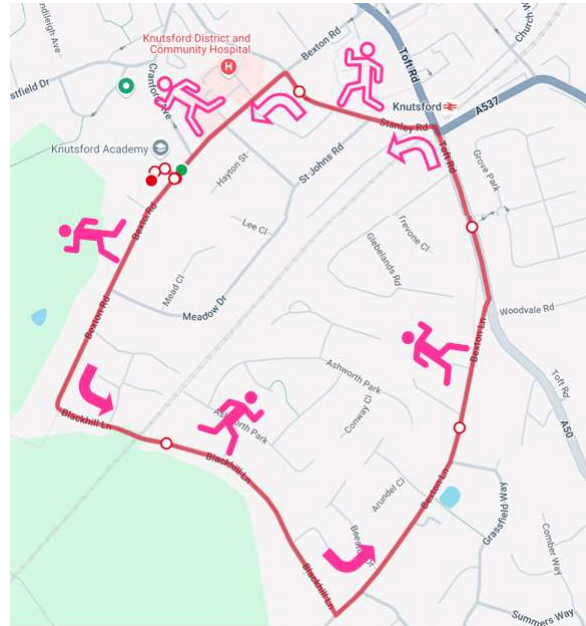 Church
Bexton Rd
Toft Rd
Knutsford District and
Community Hospital
H
Cranford Ave
Knutsford
A537
Stanley Rd
Knutsford Academy
St Johns Rd
Hayton St
Toft Rd
Grove Park
Lee Cl
Trevone Cl
Glebelands Rd
Bexton Rd
Mead Cl
Meadow Dr
Woodvale Rd
Bexton Rd
Bexton Ln
Ashworth Park
Toft Rd
Conway Cl
Blackhill Ln
Ashworth Park
A50
Blackhill Ln
Arundel Cl
Bexton Ln
Grassfield Way
Comber Way
Blackhill Ln
Summers Way